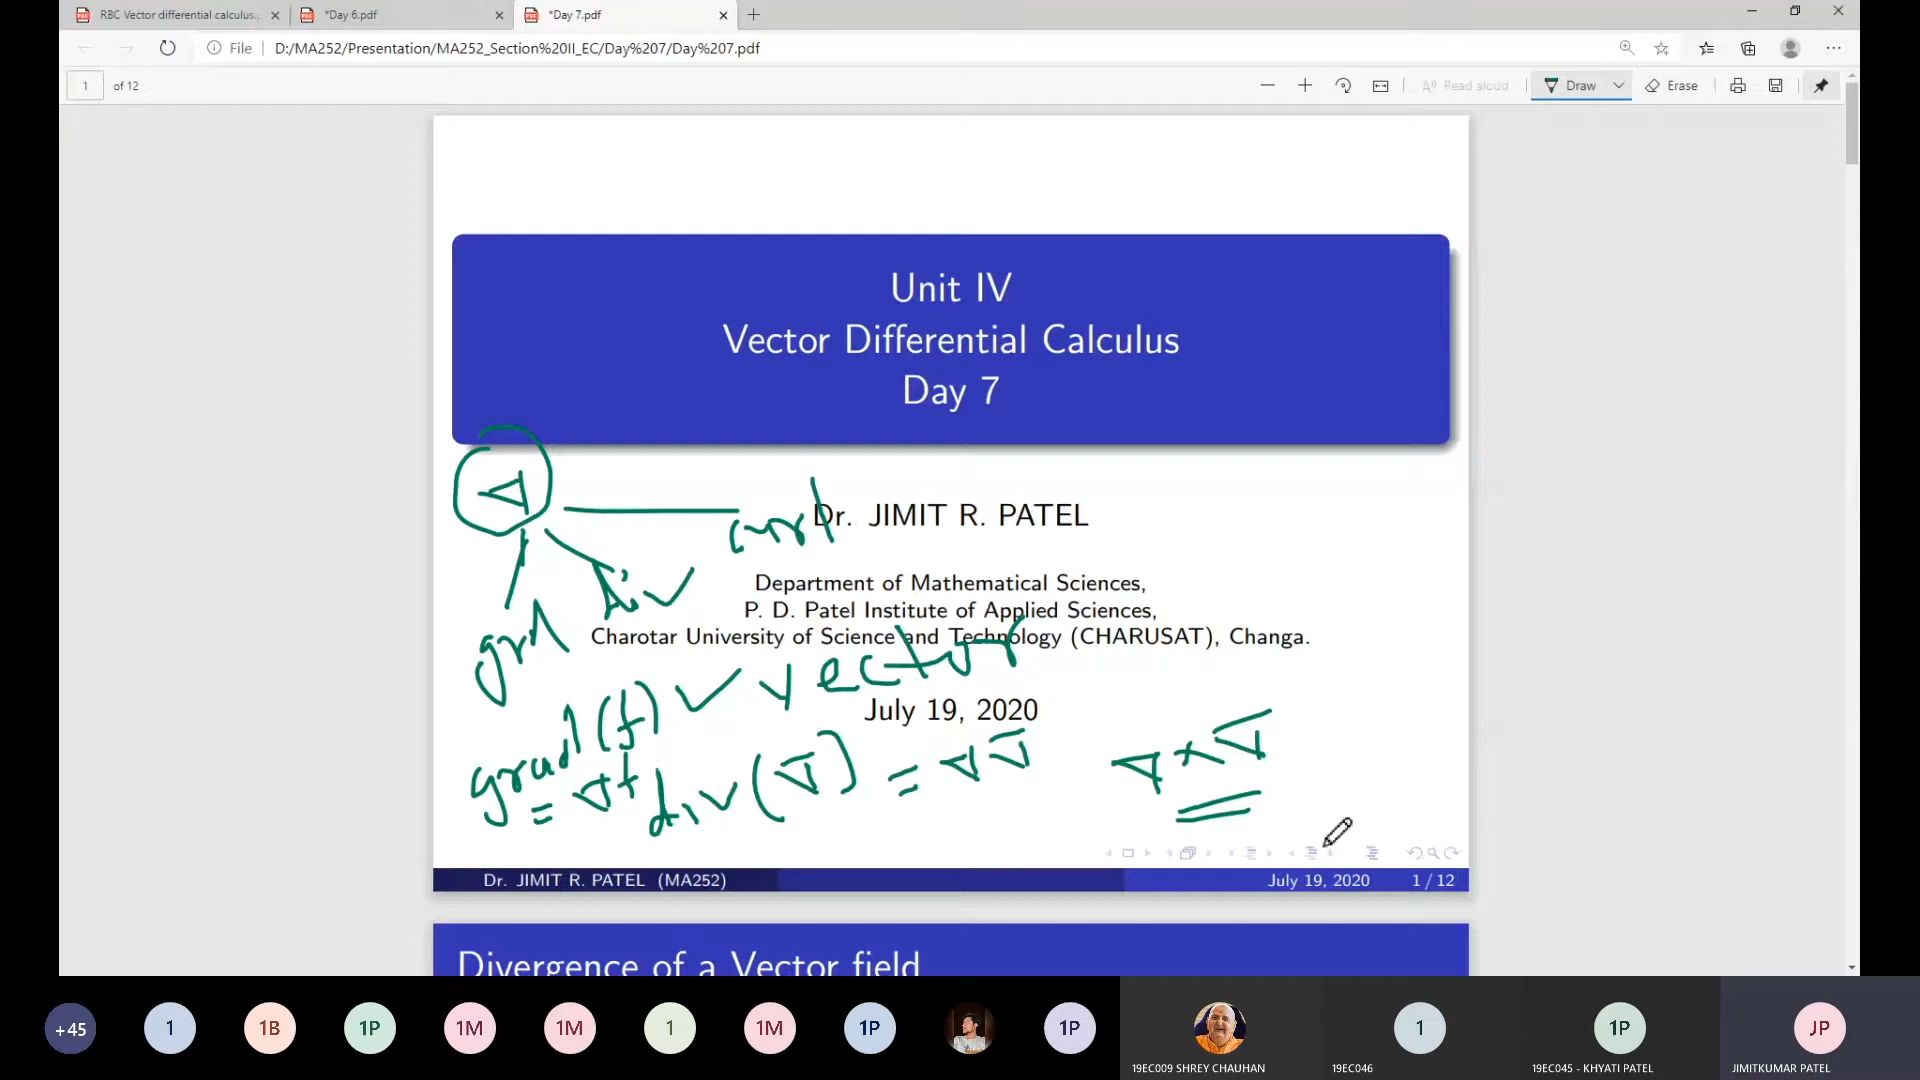 RBC Vector differential calculus.
*Day 6.pdf
*Day 7.pdf
File
D:/MA252/Presentation/MA252_Section%20II_EC/Day%207/Day%207.pdf
1 of 12
Read aloud
Draw
Erase
Unit IV
Vector Differential Calculus
Day 7
∇
curl
Dr. JIMIT R. PATEL
div
Department of Mathematical Sciences,
P. D. Patel Institute of Applied Sciences,
Charotar University of Science and Technology (CHARUSAT), Changa.
grd
vector
July 19, 2020
grad(f)
= ∇f
div(v̄) = ∇v̄
∇×v̄
Dr. JIMIT R. PATEL (MA252)
July 19, 2020
1 / 12
Divergence of a Vector field
+45
1
1B
1P
1M
1M
1
1M
1P
1P
19EC009 SHREY CHAUHAN
1
19EC046
1P
19EC045 - KHYATI PATEL
JP
JIMITKUMAR PATEL